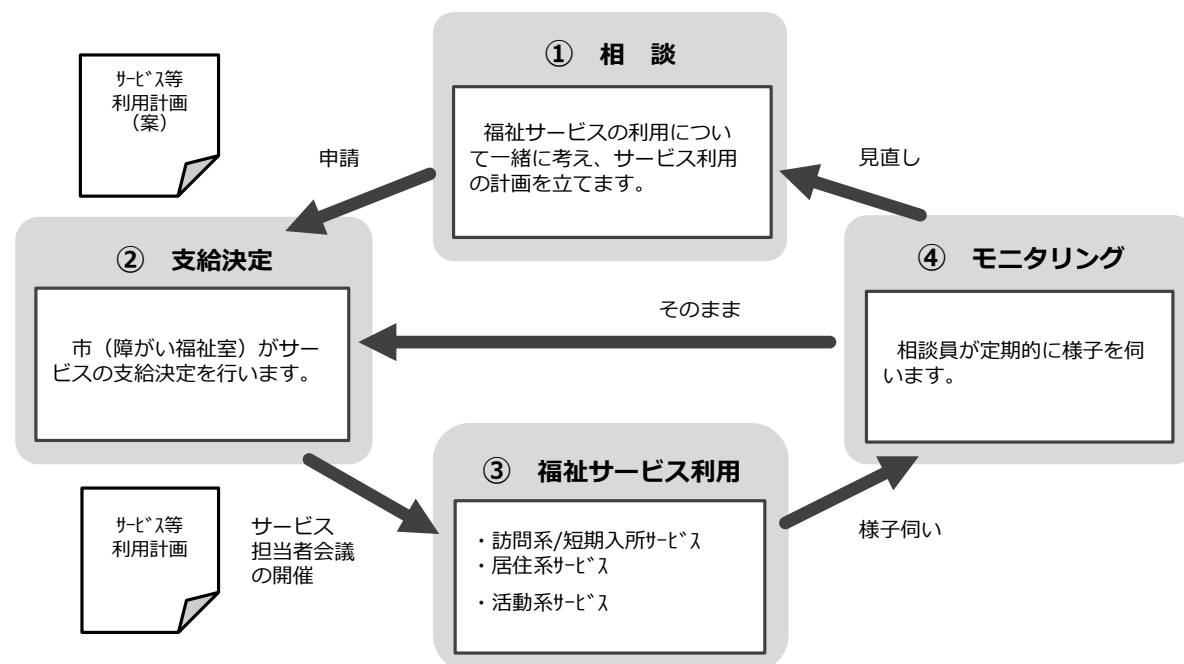 ① 相 談
福祉サービスの利用につい
て一緒に考え、サービス利用
の計画を立てます。
ｻｰﾋﾞｽ等
利用計画
（案）
申請
見直し
② 支給決定
市（障がい福祉室）がサー
ビスの支給決定を行います。
そのまま
④ モニタリング
相談員が定期的に様子を伺
います。
③ 福祉サービス利用
・訪問系/短期入所ｻｰﾋﾞｽ
・居住系ｻｰﾋﾞｽ
・活動系ｻｰﾋﾞｽ
ｻｰﾋﾞｽ等
利用計画
サービス
担当者会議
の開催
様子伺い